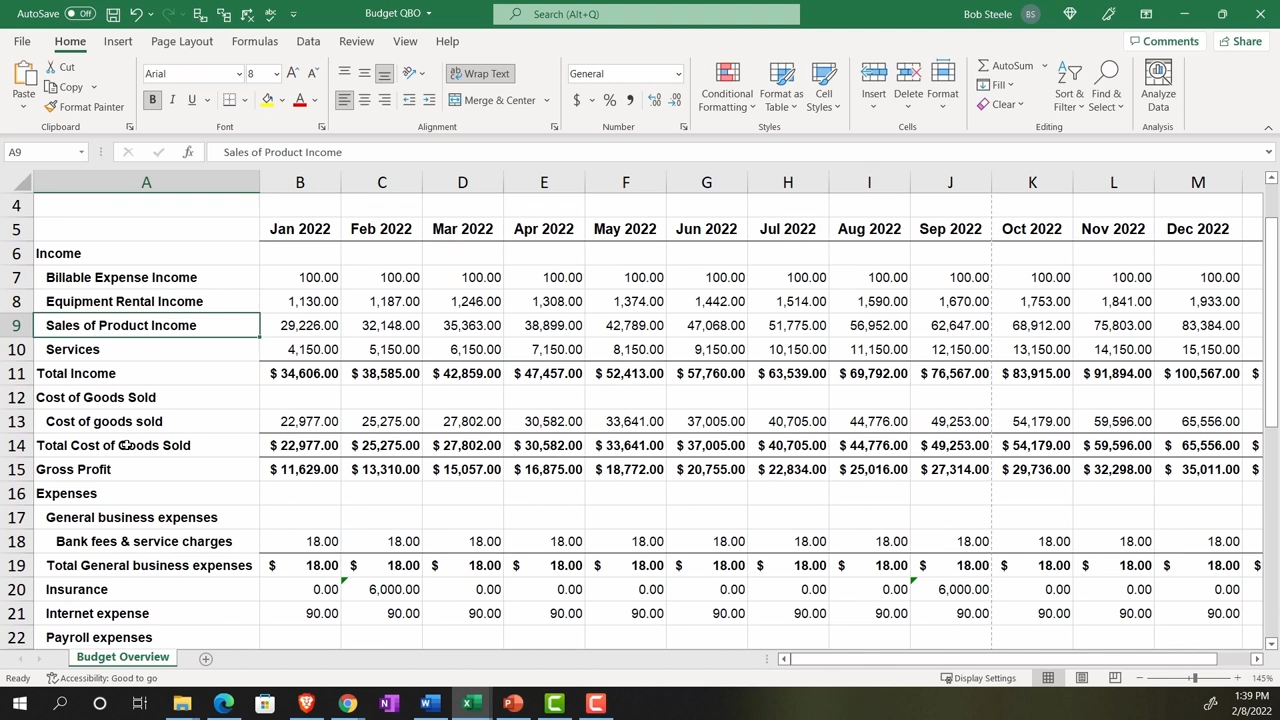 AutoSave Off Budget QBO Search (Alt+Q) Bob Steele BS
File Home Insert Page Layout Formulas Data Review View Help Comments Share
Paste Cut Copy Format Painter Clipboard
Arial 8 B I U A Font
Wrap Text Merge & Center Alignment
General $ % , Number
Conditional Formatting Format as Table Cell Styles Styles
Insert Delete Format Cells
AutoSum Fill Clear Sort & Filter Find & Select Editing
Analyze Data Analysis
A9 fx Sales of Product Income
A B C D E F G H I J K L M
4
5 Jan 2022 Feb 2022 Mar 2022 Apr 2022 May 2022 Jun 2022 Jul 2022 Aug 2022 Sep 2022 Oct 2022 Nov 2022 Dec 2022
6 Income
7 Billable Expense Income 100.00 100.00 100.00 100.00 100.00 100.00 100.00 100.00 100.00 100.00 100.00 100.00
8 Equipment Rental Income 1,130.00 1,187.00 1,246.00 1,308.00 1,374.00 1,442.00 1,514.00 1,590.00 1,670.00 1,753.00 1,841.00 1,933.00
9 Sales of Product Income 29,226.00 32,148.00 35,363.00 38,899.00 42,789.00 47,068.00 51,775.00 56,952.00 62,647.00 68,912.00 75,803.00 83,384.00
10 Services 4,150.00 5,150.00 6,150.00 7,150.00 8,150.00 9,150.00 10,150.00 11,150.00 12,150.00 13,150.00 14,150.00 15,150.00
11 Total Income $ 34,606.00 $ 38,585.00 $ 42,859.00 $ 47,457.00 $ 52,413.00 $ 57,760.00 $ 63,539.00 $ 69,792.00 $ 76,567.00 $ 83,915.00 $ 91,894.00 $ 100,567.00 $
12 Cost of Goods Sold
13 Cost of goods sold 22,977.00 25,275.00 27,802.00 30,582.00 33,641.00 37,005.00 40,705.00 44,776.00 49,253.00 54,179.00 59,596.00 65,556.00
14 Total Cost of Goods Sold $ 22,977.00 $ 25,275.00 $ 27,802.00 $ 30,582.00 $ 33,641.00 $ 37,005.00 $ 40,705.00 $ 44,776.00 $ 49,253.00 $ 54,179.00 $ 59,596.00 $ 65,556.00 $
15 Gross Profit $ 11,629.00 $ 13,310.00 $ 15,057.00 $ 16,875.00 $ 18,772.00 $ 20,755.00 $ 22,834.00 $ 25,016.00 $ 27,314.00 $ 29,736.00 $ 32,298.00 $ 35,011.00 $
16 Expenses
17 General business expenses
18 Bank fees & service charges 18.00 18.00 18.00 18.00 18.00 18.00 18.00 18.00 18.00 18.00 18.00 18.00
19 Total General business expenses $ 18.00 $ 18.00 $ 18.00 $ 18.00 $ 18.00 $ 18.00 $ 18.00 $ 18.00 $ 18.00 $ 18.00 $ 18.00 $ 18.00 $
20 Insurance 0.00 6,000.00 0.00 0.00 0.00 0.00 0.00 0.00 6,000.00 0.00 0.00 0.00
21 Internet expense 90.00 90.00 90.00 90.00 90.00 90.00 90.00 90.00 90.00 90.00 90.00 90.00
22 Payroll expenses
Budget Overview
Ready Accessibility: Good to go Display Settings 145%
1:39 PM
2/8/2022